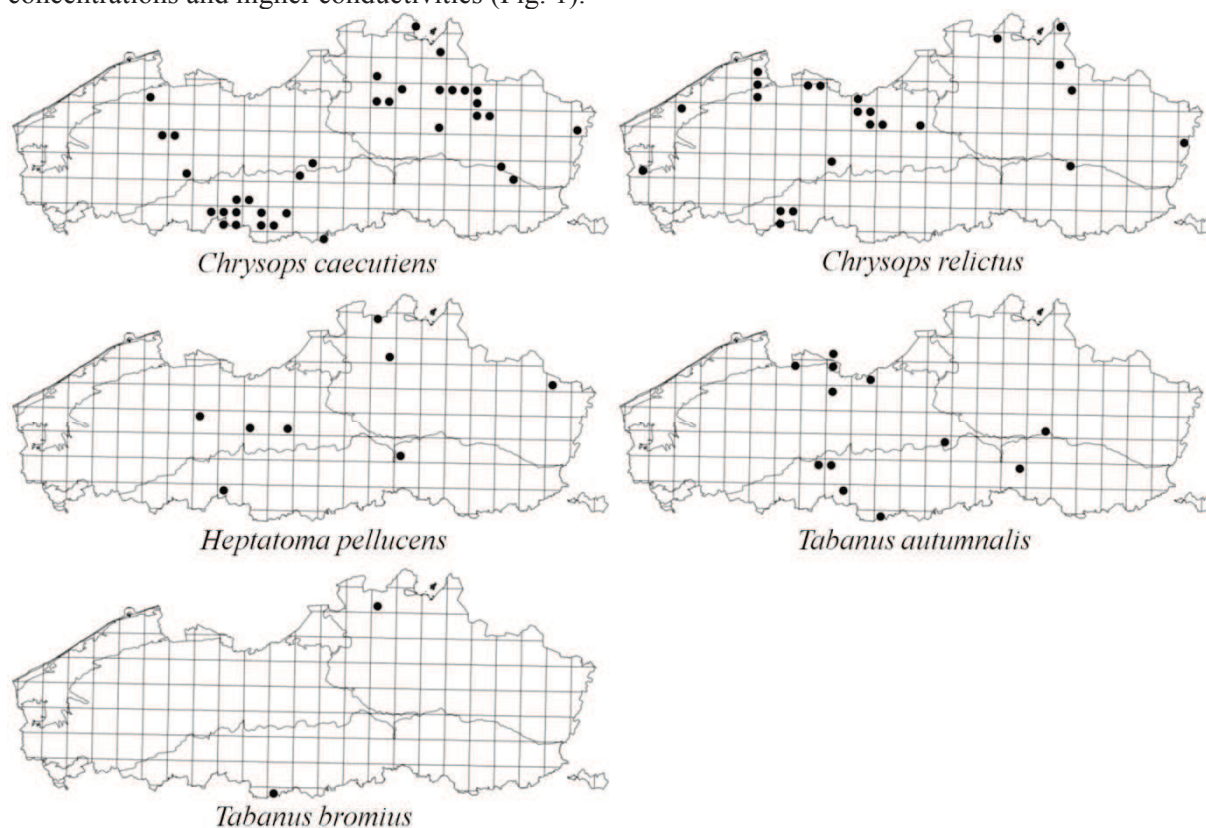 concentrations and higher conductivities (Fig. 1).
Chrysops caecutiens
Chrysops relictus
Heptatoma pellucens
Tabanus autumnalis
Tabanus bromius